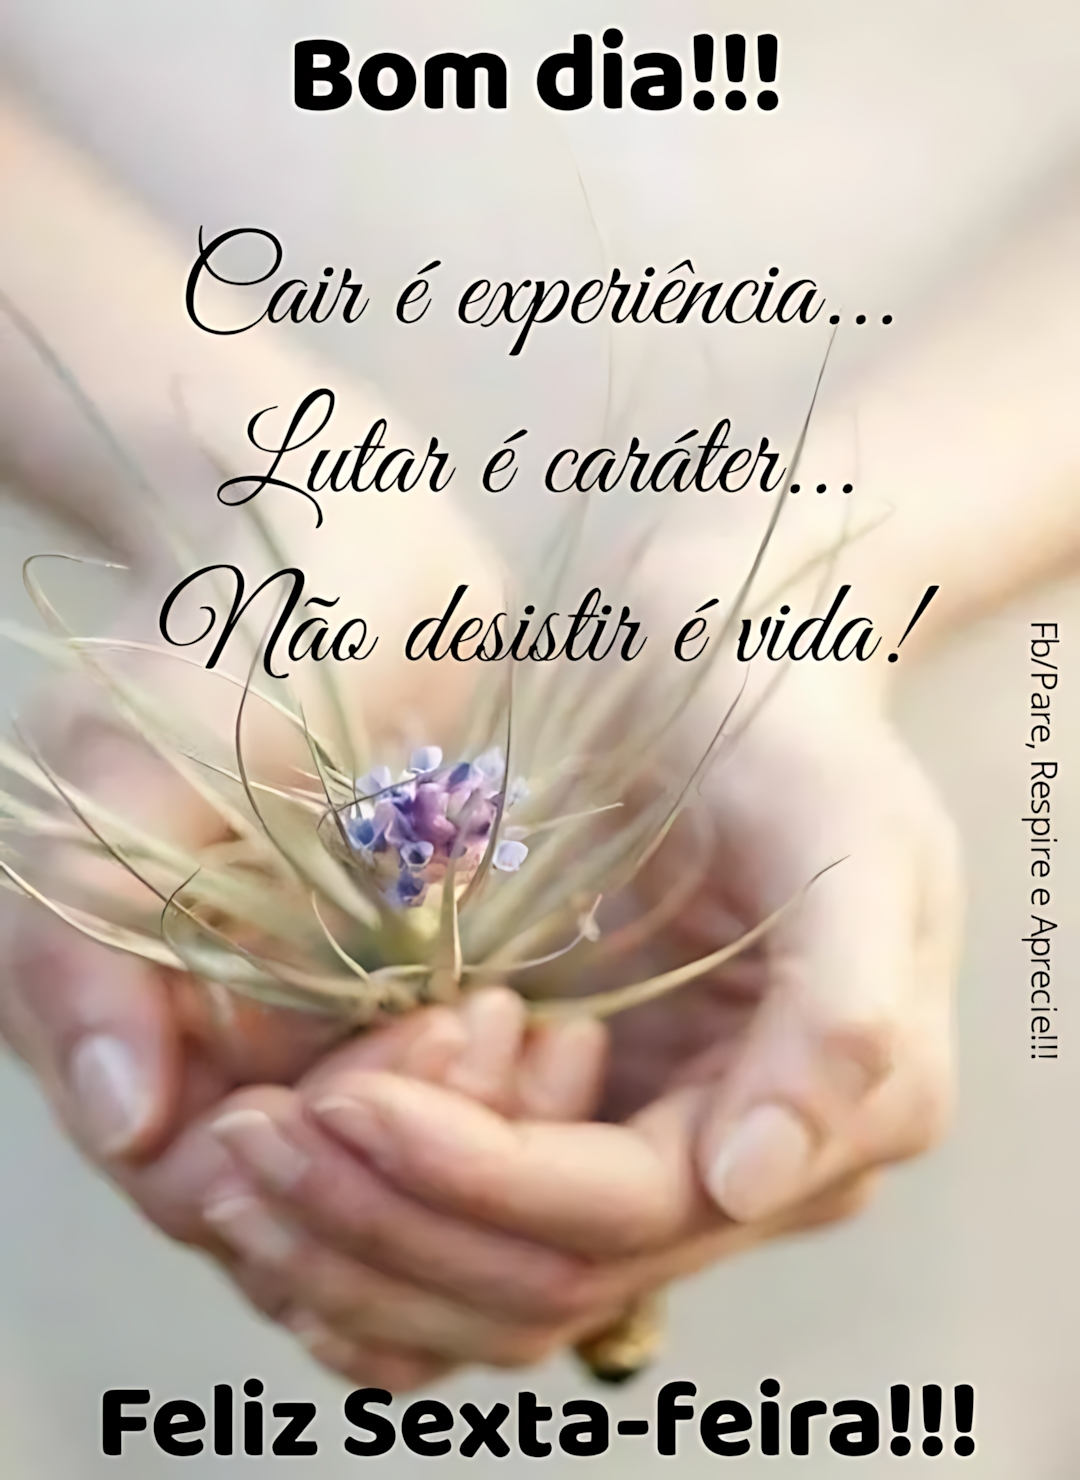 Bom dia!!!
Cair é experiência...
Lutar é caráter...
Não desistir é vida!
Fb/Pare, Respire e Aprecie!!!
Feliz Sexta-feira!!!